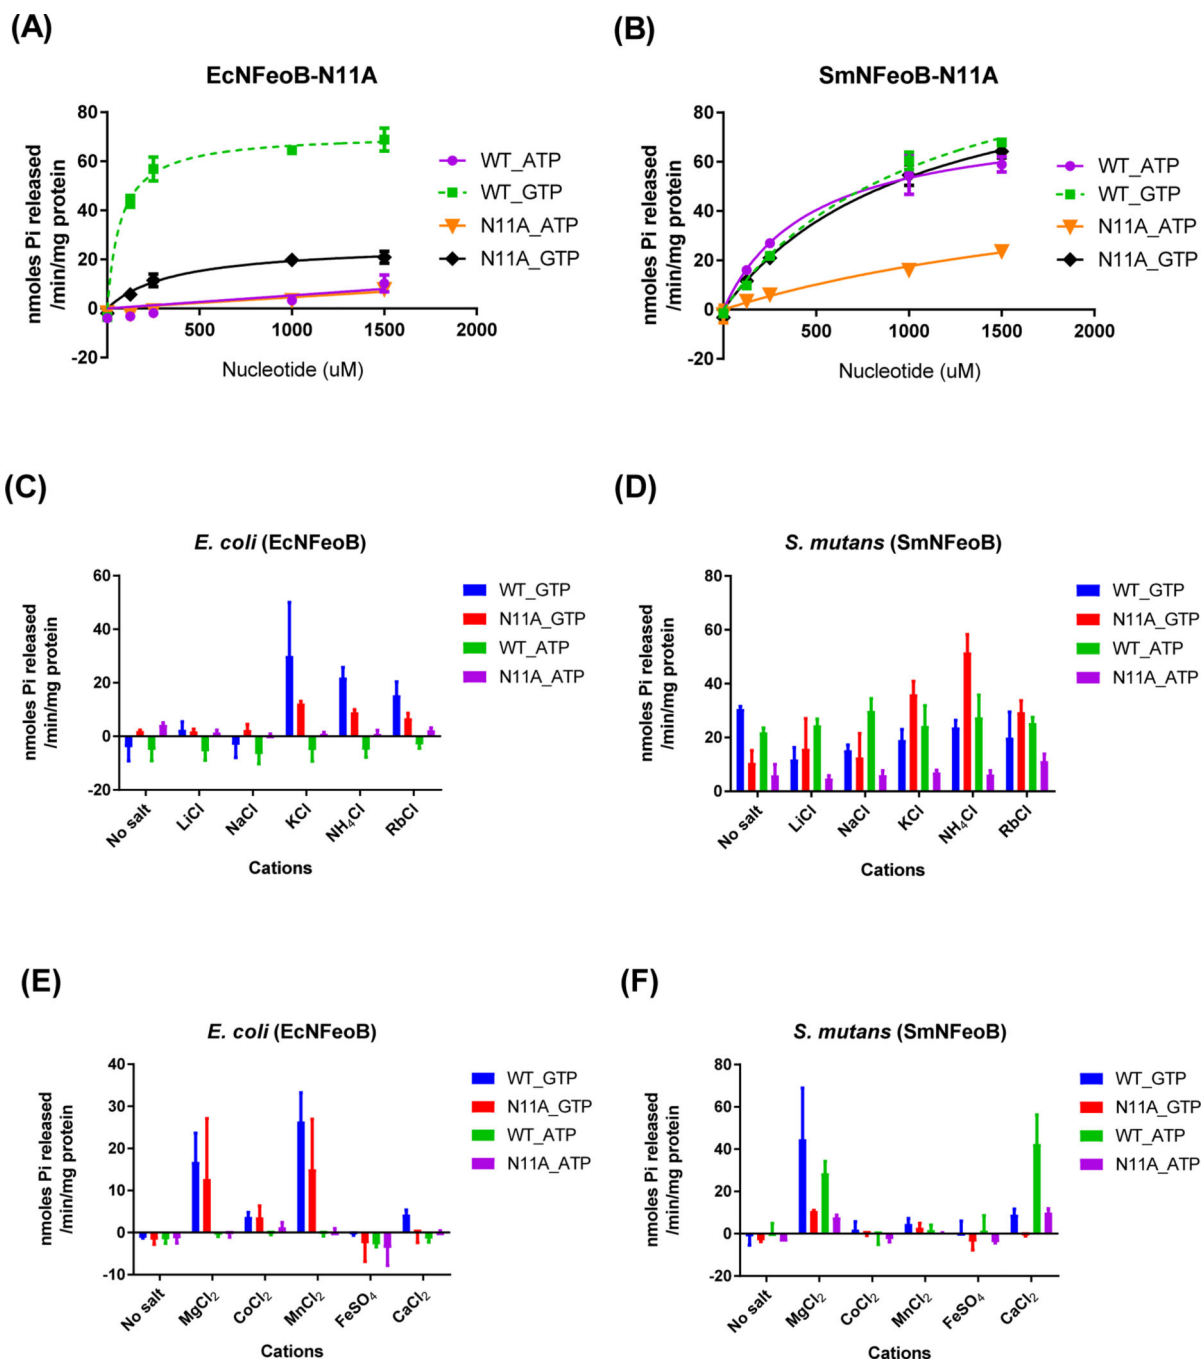 (A)
EcNFeoB-N11A
nmoles Pi released
/min/mg protein
80
60
40
20
0
-20
500
1000
1500
2000
Nucleotide (uM)
WT_ATP
WT_GTP
N11A_ATP
N11A_GTP
(B)
SmNFeoB-N11A
nmoles Pi released
/min/mg protein
80
60
40
20
0
-20
500
1000
1500
2000
Nucleotide (uM)
WT_ATP
WT_GTP
N11A_ATP
N11A_GTP
(C)
E. coli (EcNFeoB)
nmoles Pi released
/min/mg protein
60
40
20
0
-20
No salt
LiCl
NaCl
KCl
NH₄Cl
RbCl
Cations
WT_GTP
N11A_GTP
WT_ATP
N11A_ATP
(D)
S. mutans (SmNFeoB)
nmoles Pi released
/min/mg protein
80
60
40
20
0
No salt
LiCl
NaCl
KCl
NH₄Cl
RbCl
Cations
WT_GTP
N11A_GTP
WT_ATP
N11A_ATP
(E)
E. coli (EcNFeoB)
nmoles Pi released
/min/mg protein
40
30
20
10
0
-10
No salt
MgCl₂
CoCl₂
MnCl₂
FeSO₄
CaCl₂
Cations
WT_GTP
N11A_GTP
WT_ATP
N11A_ATP
(F)
S. mutans (SmNFeoB)
nmoles Pi released
/min/mg protein
80
60
40
20
0
-20
No salt
MgCl₂
CoCl₂
MnCl₂
FeSO₄
CaCl₂
Cations
WT_GTP
N11A_GTP
WT_ATP
N11A_ATP